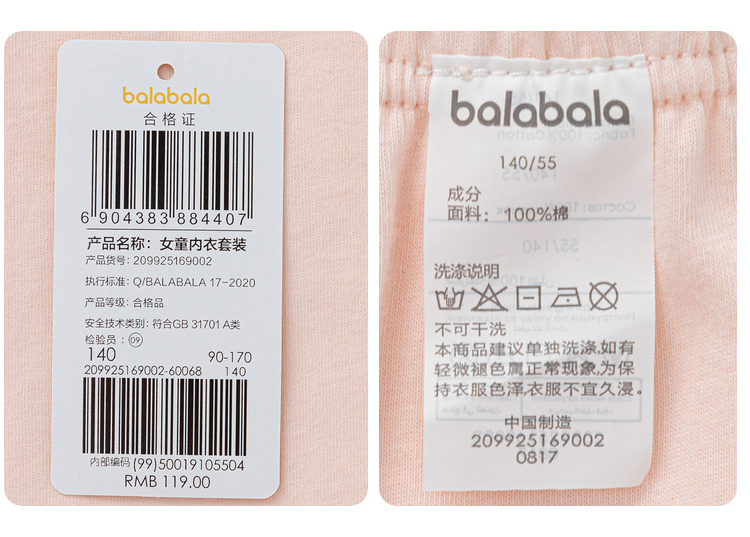 balabala
合格证
6 904383 884407
产品名称：女童内衣套装
产品货号：209925169002
执行标准：Q/BALABALA 17-2020
产品等级：合格品
安全技术类别：符合GB 31701 A类
检验员：09
140 90-170
209925169002-60068 140
内部编码 (99)50019105504
RMB 119.00
balabala
140/55
成分
面料：100%棉
洗涤说明
不可干洗
本商品建议单独洗涤,如有
轻微褪色属正常现象,为保
持衣服色泽,衣服不宜久浸。
中国制造
209925169002
0817